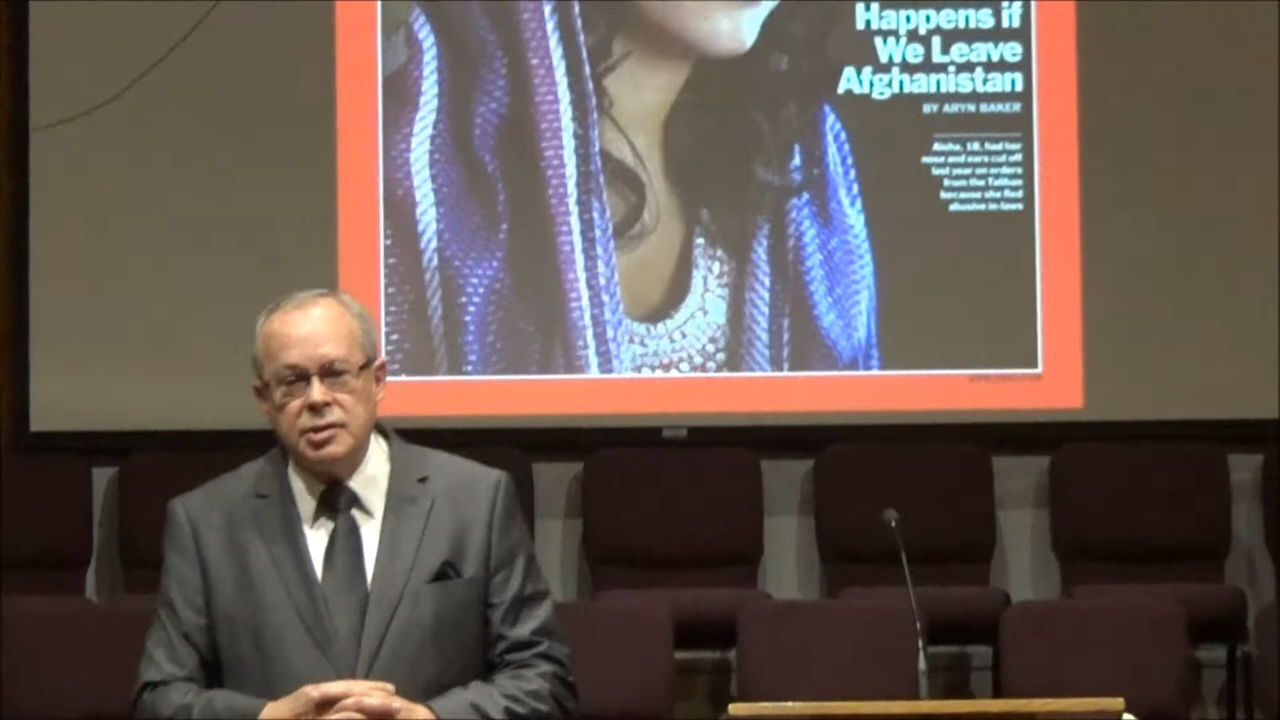 Happens if
We Leave
Afghanistan
BY ARYN BAKER
Aisha, 18, had her
nose and ears cut off
last year on orders
from the Taliban
because she fled
abusive in-laws